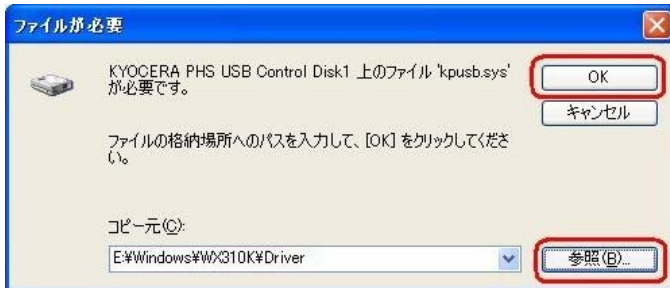 ファイルが必要
KYOCERA PHS USB Control Disk1 上のファイル 'kpusb.sys'
が必要です。
OK
キャンセル
ファイルの格納場所へのパスを入力して、[OK] をクリックしてくださ
い。
コピー元(C):
E:¥Windows¥WX310K¥Driver
参照(B)...